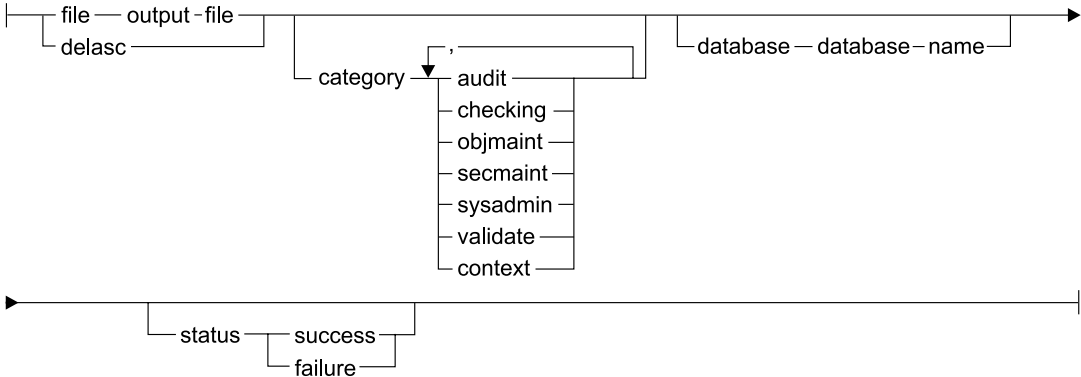 file output-file
delasc
,
database database-name
category audit
checking
objmaint
secmaint
sysadmin
validate
context
status success
failure